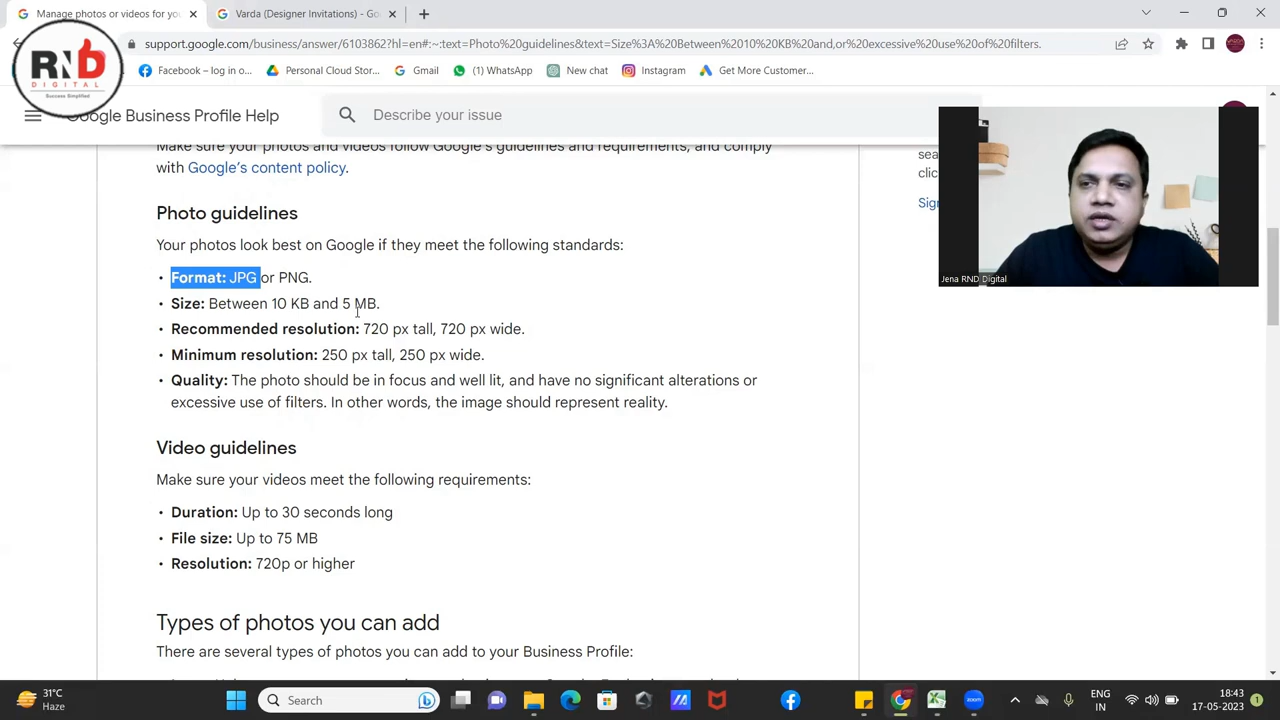 Manage photos or videos for you
Varda (Designer Invitations) - Go
support.google.com/business/answer/6103862?hl=en#:~:text=Photo%20guidelines&text=Size%3A%20Between%2010%20KB%20and,or%20excessive%20use%20of%20filters.
RND
DIGITAL
Success Simplified
Facebook – log in o...
Personal Cloud Stor...
Gmail
(1) WhatsApp
New chat
Instagram
Get the Code - Cer...
Google Business Profile Help
Describe your issue
Make sure your photos and videos follow Google's guidelines and requirements, and comply
with Google's content policy.
Photo guidelines
Your photos look best on Google if they meet the following standards:
• Format: JPG or PNG.
• Size: Between 10 KB and 5 MB.
• Recommended resolution: 720 px tall, 720 px wide.
• Minimum resolution: 250 px tall, 250 px wide.
• Quality: The photo should be in focus and well lit, and have no significant alterations or
excessive use of filters. In other words, the image should represent reality.
Video guidelines
Make sure your videos meet the following requirements:
• Duration: Up to 30 seconds long
• File size: Up to 75 MB
• Resolution: 720p or higher
Types of photos you can add
There are several types of photos you can add to your Business Profile:
sea
clic
Sign
Jena RND Digital
31°C
Haze
Search
ENG
IN
18:43
17-05-2023